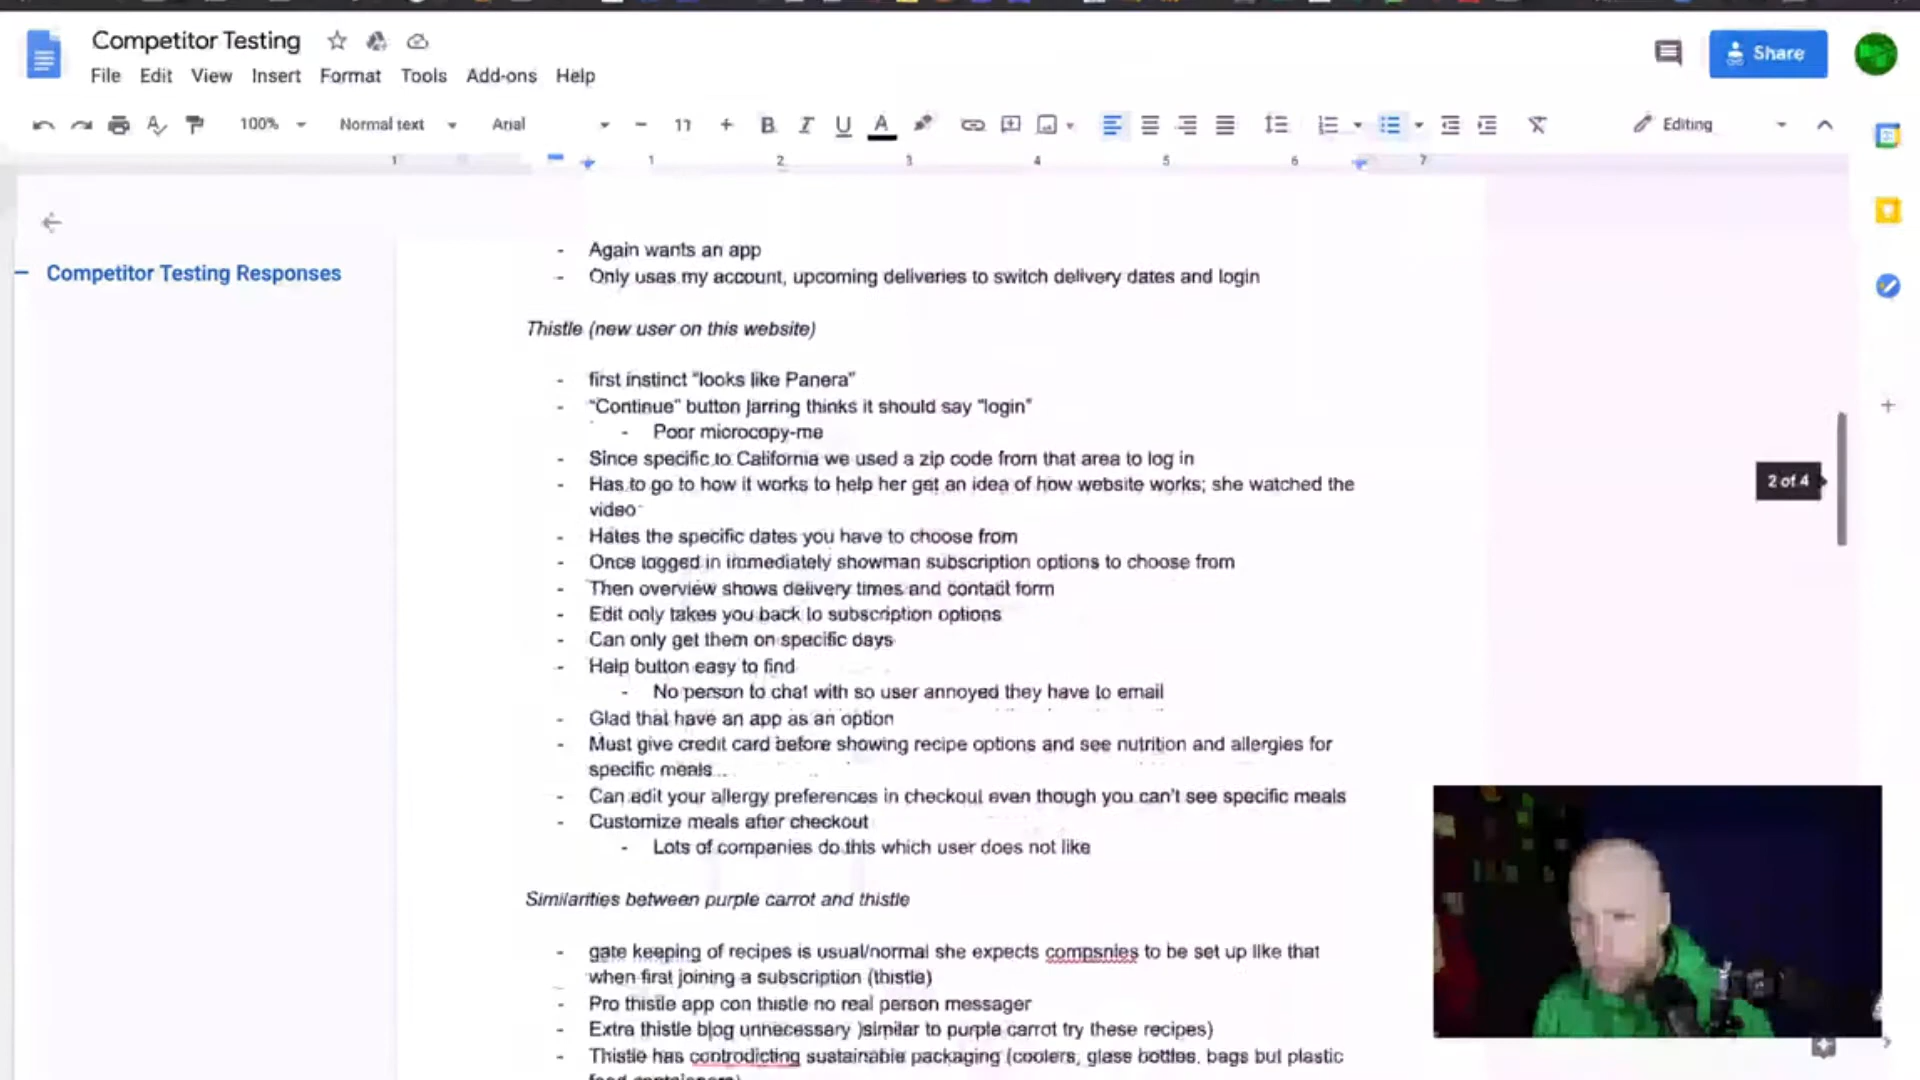 Competitor Testing
Share
File Edit View Insert Format Tools Add-ons Help
100% Normal text Arial 11 B I U A Editing
1 1 2 3 4 5 6 7
- Again wants an app
Competitor Testing Responses
- Only uses my account, upcoming deliveries to switch delivery dates and login
Thistle (new user on this website)
- first instinct "looks like Panera"
- "Continue" button jarring thinks it should say "login"
- Poor microcopy-me
- Since specific to California we used a zip code from that area to log in
- Has to go to how it works to help her get an idea of how website works; she watched the
video
2 of 4
- Hates the specific dates you have to choose from
- Once logged in immediately showman subscription options to choose from
- Then overview shows delivery times and contact form
- Edit only takes you back to subscription options
- Can only get them on specific days
- Help button easy to find
- No person to chat with so user annoyed they have to email
- Glad that have an app as an option
- Must give credit card before showing recipe options and see nutrition and allergies for
specific meals
- Can edit your allergy preferences in checkout even though you can't see specific meals
- Customize meals after checkout
- Lots of companies do this which user does not like
Similarities between purple carrot and thistle
- gate keeping of recipes is usual/normal she expects compsnies to be set up like that
when first joining a subscription (thistle)
- Pro thistle app con thistle no real person messager
- Extra thistle blog unnecessary )similar to purple carrot try these recipes)
- Thistle has controdicting sustainable packaging (coolers, glass bottles, bags but plastic